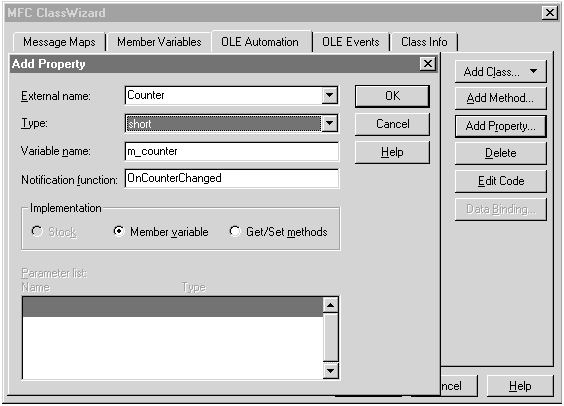 MFC ClassWizard
Message Maps
Member Variables
OLE Automation
OLE Events
Class Info
Add Property
External name:
Counter
Type:
short
Variable name:
m_counter
Notification function:
OnCounterChanged
Implementation
Stock
Member variable
Get/Set methods
Parameter list:
Name
Type
OK
Cancel
Help
Add Class...
Add Method...
Add Property...
Delete
Edit Code
Data Binding...
ncel
Help